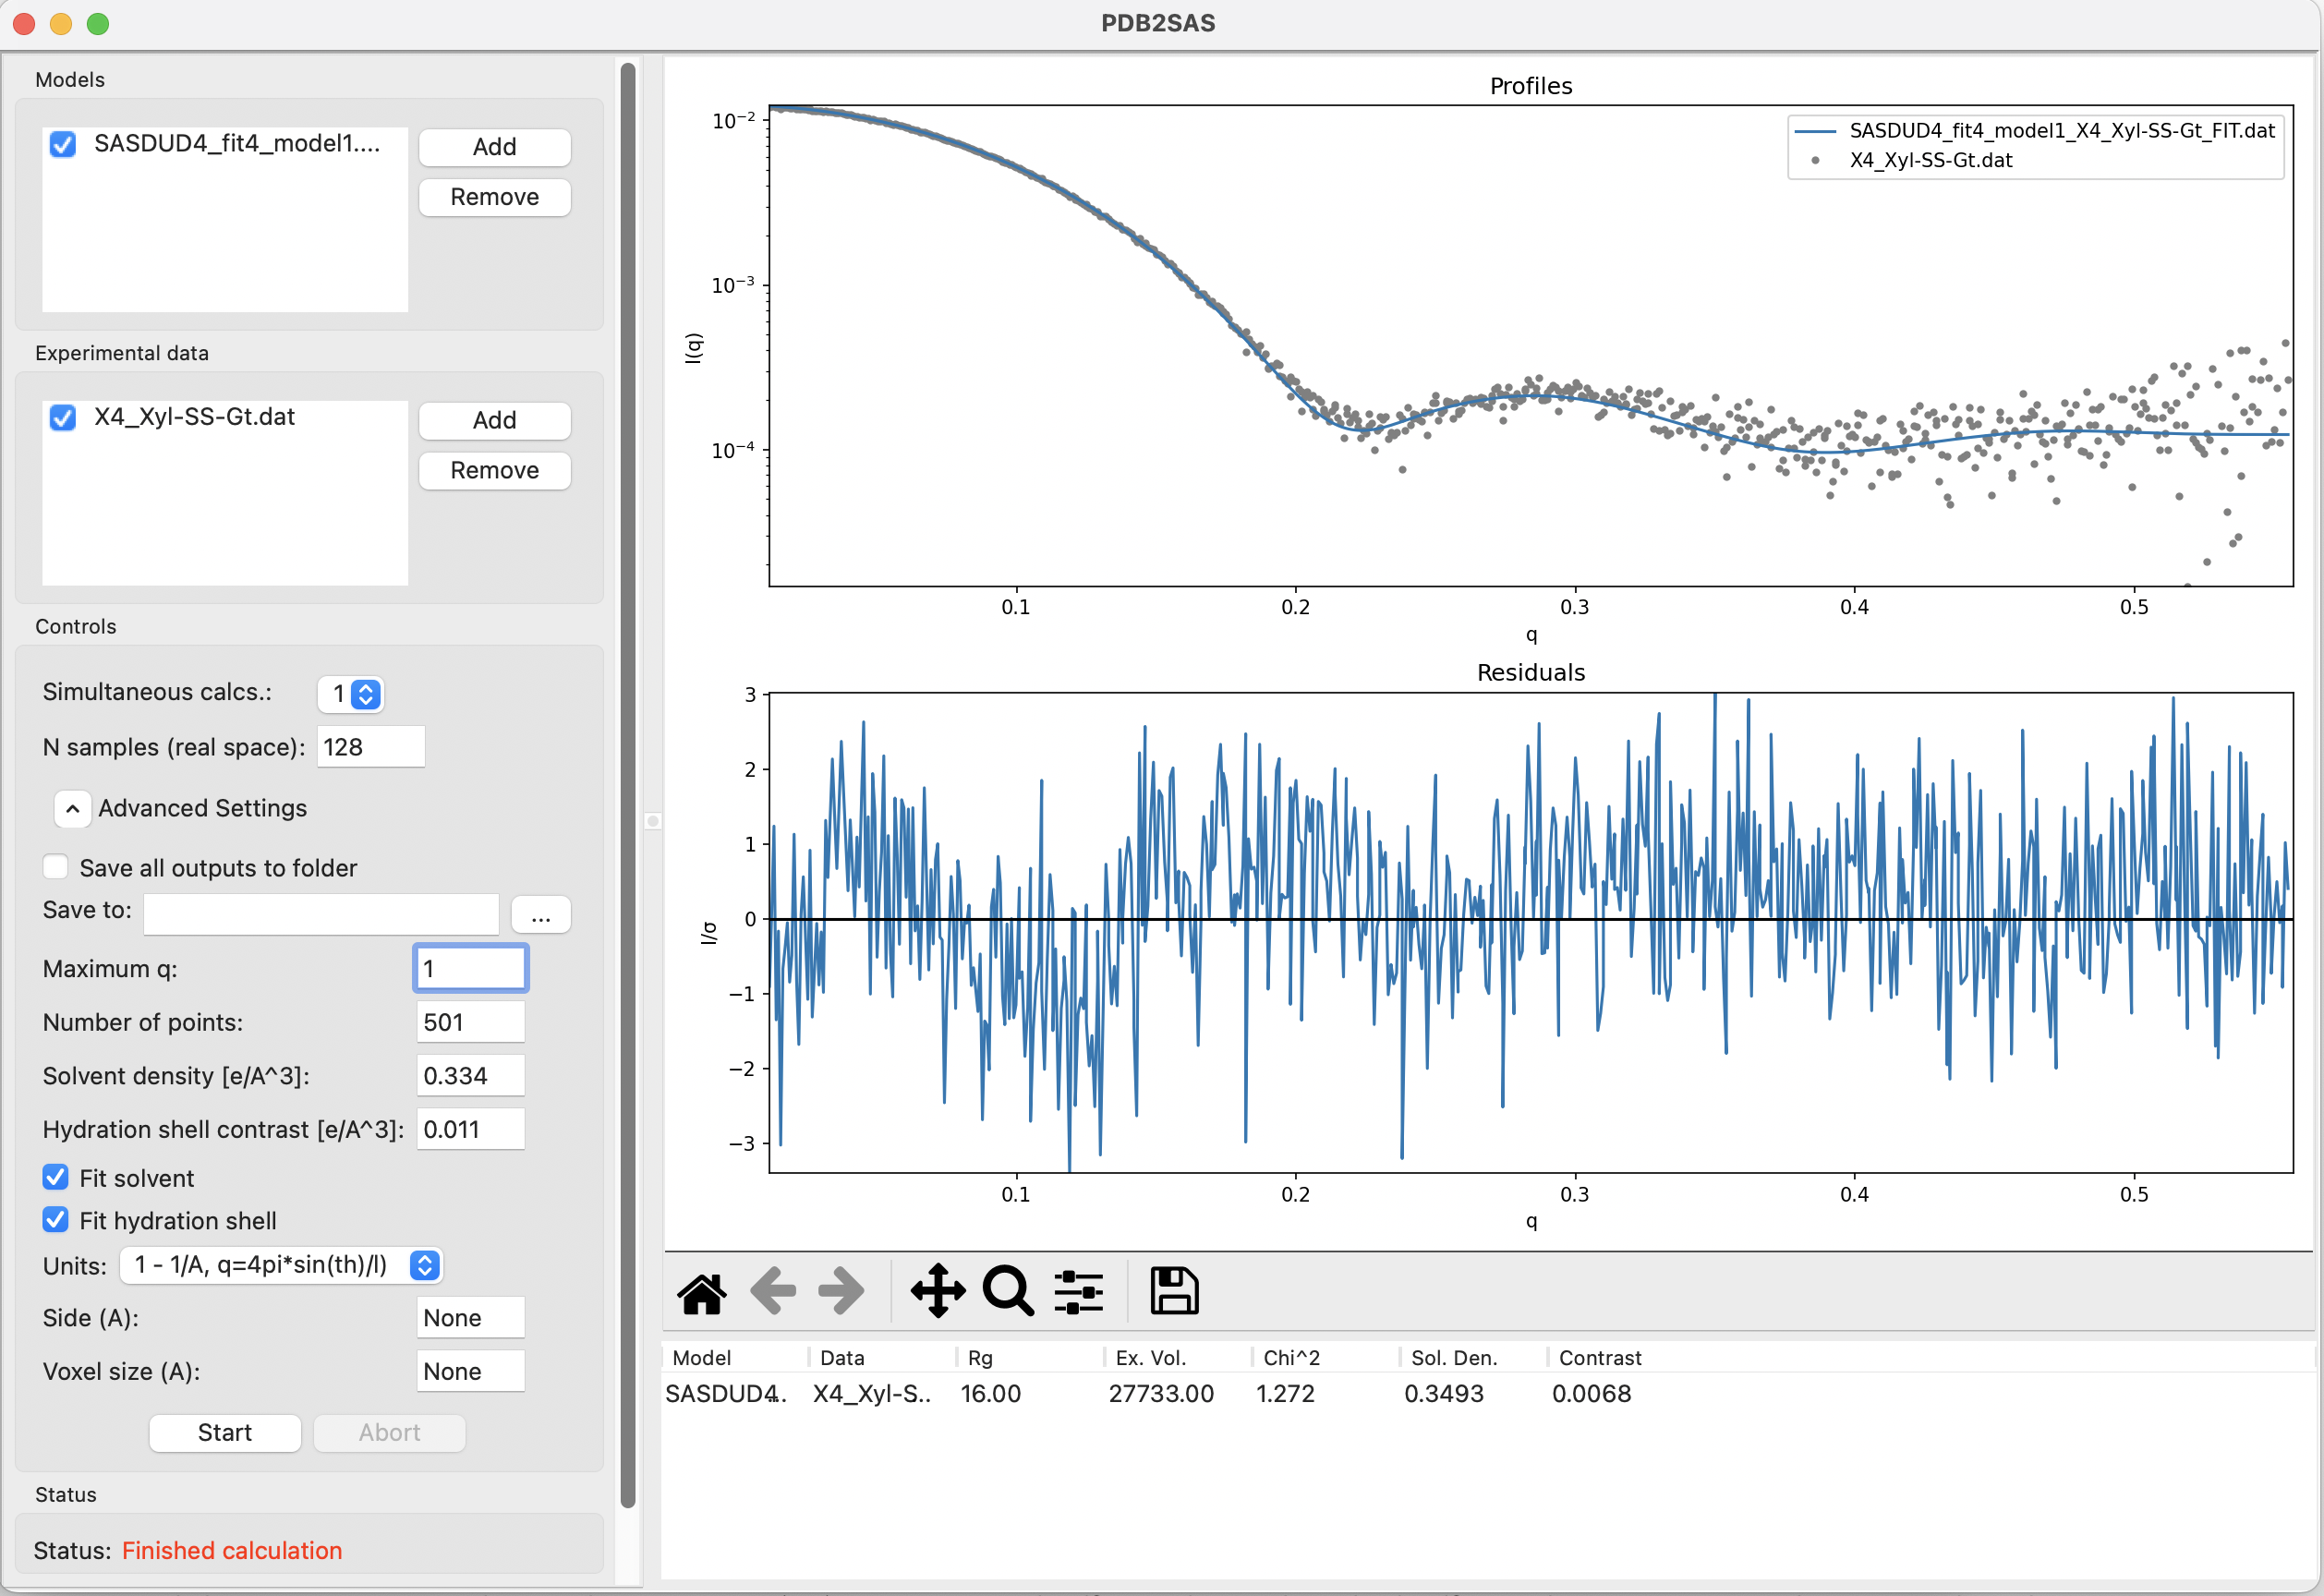 PDB2SAS
Models
SASDUD4_fit4_model1....
Add
Remove
Experimental data
X4_Xyl-SS-Gt.dat
Add
Remove
Controls
Simultaneous calcs.: 1
N samples (real space): 128
Advanced Settings
Save all outputs to folder
Save to: ...
Maximum q: 1
Number of points: 501
Solvent density [e/A^3]: 0.334
Hydration shell contrast [e/A^3]: 0.011
Fit solvent
Fit hydration shell
Units: 1 - 1/A, q=4pi*sin(th)/l)
Side (A): None
Voxel size (A): None
Start Abort
Status
Status: Finished calculation
Profiles
SASDUD4_fit4_model1_X4_Xyl-SS-Gt_FIT.dat
X4_Xyl-SS-Gt.dat
10⁻²
10⁻³
10⁻⁴
I(q)
0.1 0.2 0.3 0.4 0.5
q
Residuals
3
2
1
0
−1
−2
−3
I/σ
0.1 0.2 0.3 0.4 0.5
q
Model Data Rg Ex. Vol. Chi^2 Sol. Den. Contrast
SASDUD4.. X4_Xyl-S.. 16.00 27733.00 1.272 0.3493 0.0068